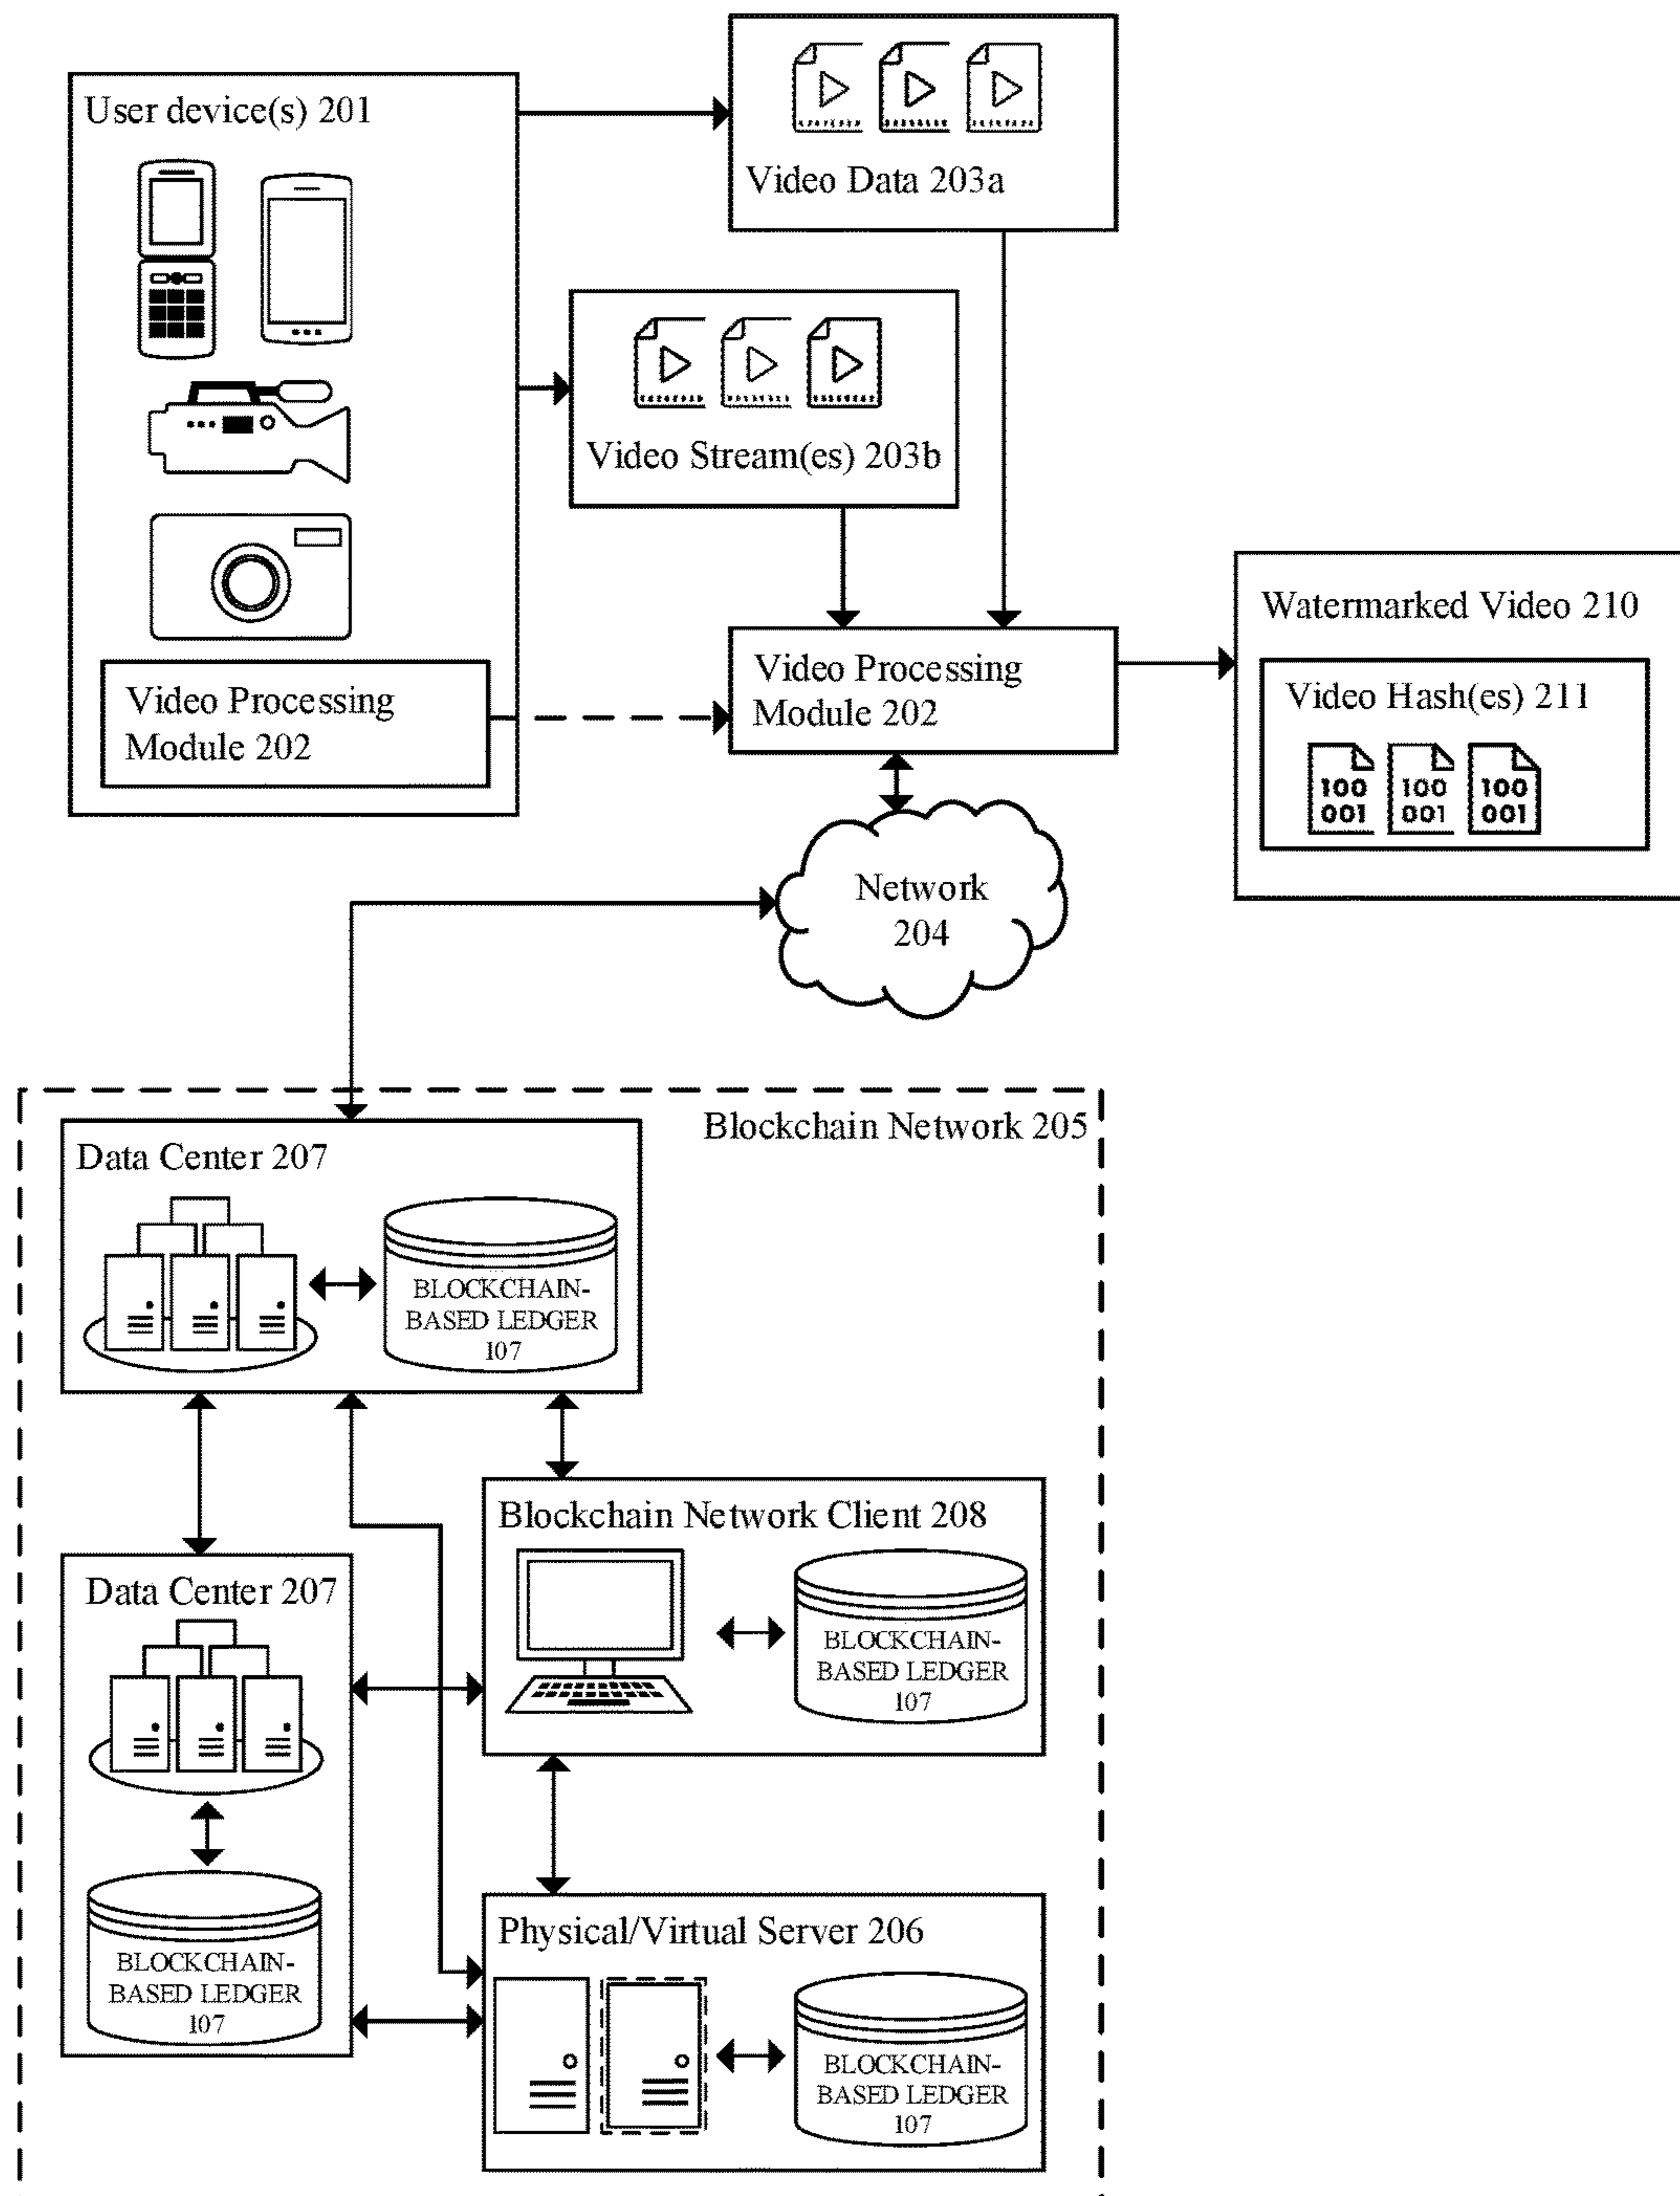 User device(s) 201
Video Processing
Module 202
Video Data 203a
Video Stream(es) 203b
Video Processing
Module 202
Watermarked Video 210
Video Hash(es) 211
100
001
100
001
100
001
Network
204
Blockchain Network 205
Data Center 207
BLOCKCHAIN-
BASED LEDGER
107
Blockchain Network Client 208
BLOCKCHAIN-
BASED LEDGER
107
Data Center 207
BLOCKCHAIN-
BASED LEDGER
107
Physical/Virtual Server 206
BLOCKCHAIN-
BASED LEDGER
107